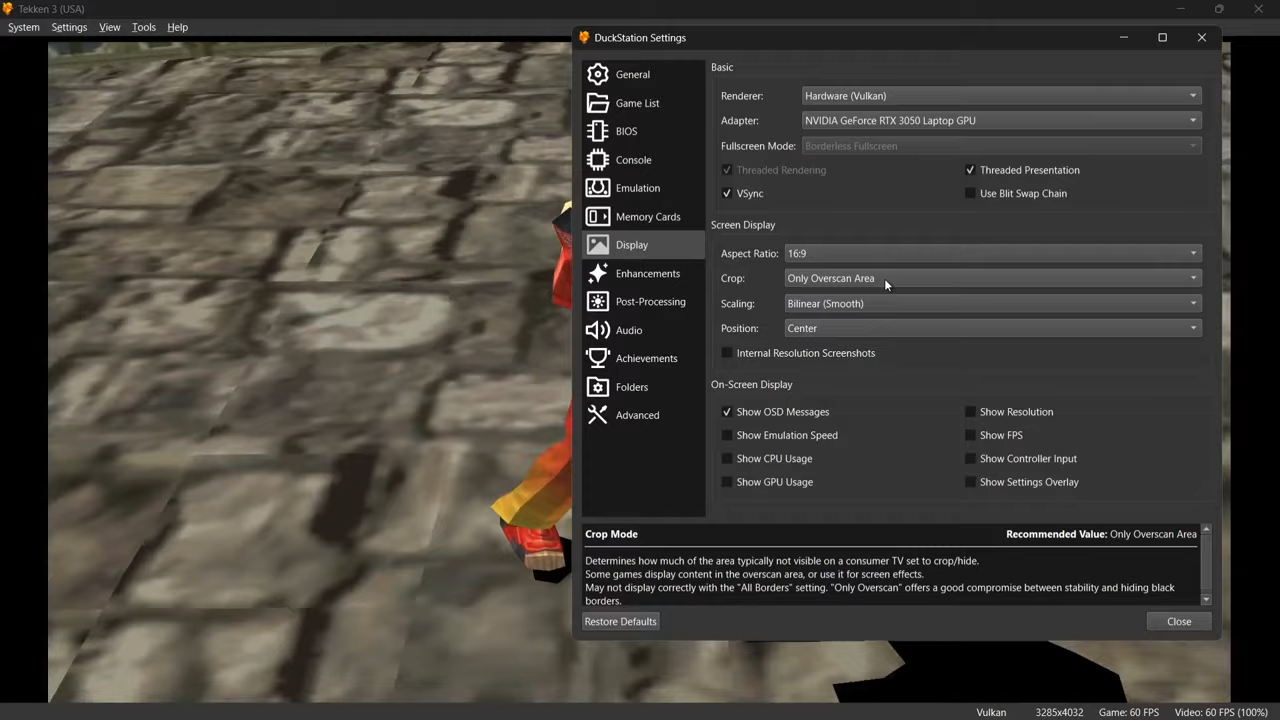 Tekken 3 (USA)
System Settings View Tools Help
DuckStation Settings
General
Game List
BIOS
Console
Emulation
Memory Cards
Display
Enhancements
Post-Processing
Audio
Achievements
Folders
Advanced
Basic
Renderer: Hardware (Vulkan)
Adapter: NVIDIA GeForce RTX 3050 Laptop GPU
Fullscreen Mode: Borderless Fullscreen
Threaded Rendering Threaded Presentation
VSync Use Blit Swap Chain
Screen Display
Aspect Ratio: 16:9
Crop: Only Overscan Area
Scaling: Bilinear (Smooth)
Position: Center
Internal Resolution Screenshots
On-Screen Display
Show OSD Messages Show Resolution
Show Emulation Speed Show FPS
Show CPU Usage Show Controller Input
Show GPU Usage Show Settings Overlay
Crop Mode Recommended Value: Only Overscan Area
Determines how much of the area typically not visible on a consumer TV set to crop/hide.
Some games display content in the overscan area, or use it for screen effects.
May not display correctly with the "All Borders" setting. "Only Overscan" offers a good compromise between stability and hiding black
borders.
Restore Defaults Close
Vulkan 3285x4032 Game: 60 FPS Video: 60 FPS (100%)